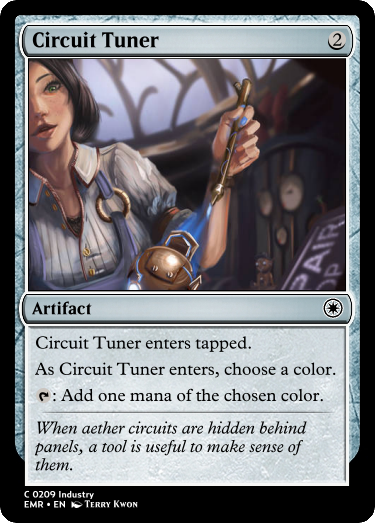 Circuit Tuner 2
PAIR
OP
Artifact
Circuit Tuner enters tapped.
As Circuit Tuner enters, choose a color.
: Add one mana of the chosen color.
When aether circuits are hidden behind
panels, a tool is useful to make sense of
them.
C 0209 Industry
EMR • EN Terry Kwon